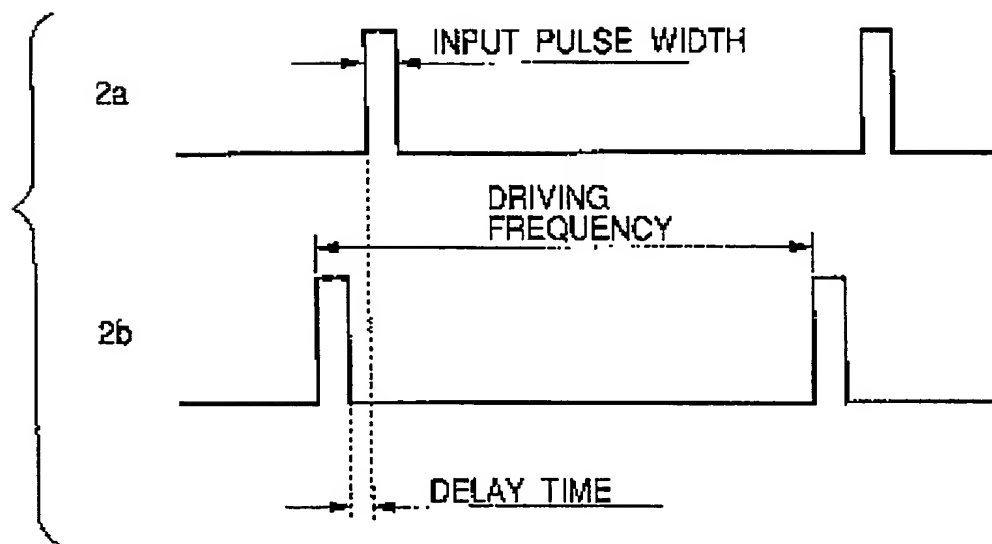 INPUT PULSE WIDTH
2a
DRIVING
FREQUENCY
2b
DELAY TIME